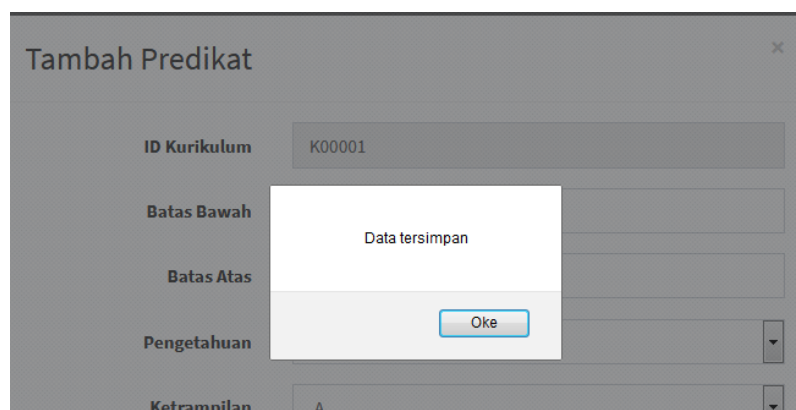 Tambah Predikat
×
ID Kurikulum
K00001
Batas Bawah
Data tersimpan
Batas Atas
Oke
Pengetahuan
Ketrampilan
A